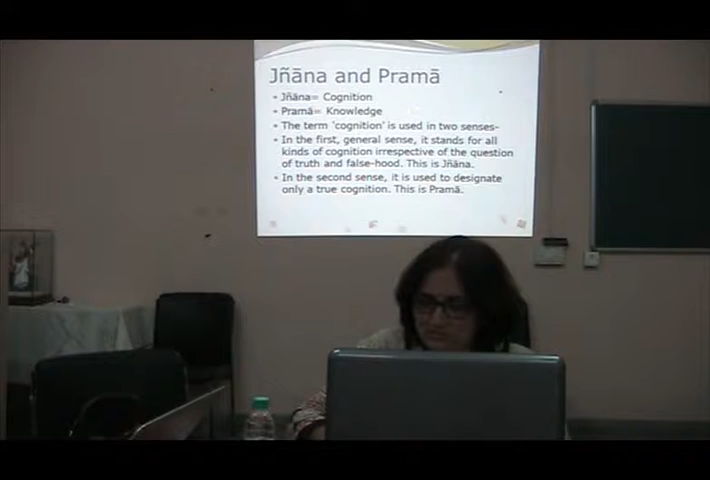 Jñāna and Pramā
• Jñāna= Cognition
• Pramā= Knowledge
• The term 'cognition' is used in two senses-
• In the first, general sense, it stands for all
kinds of cognition irrespective of the question
of truth and false-hood. This is Jñāna.
• In the second sense, it is used to designate
only a true cognition. This is Pramā.